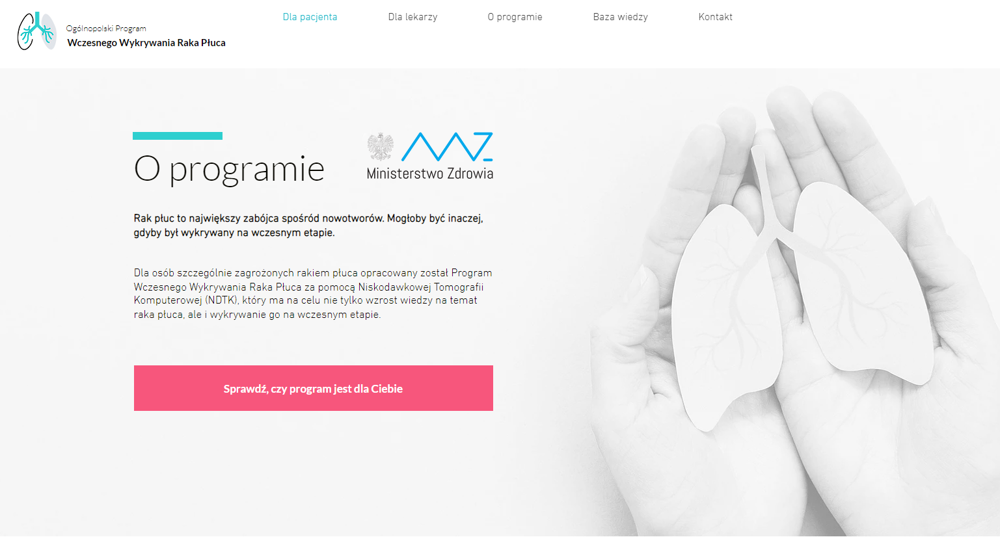 Ogólnopolski Program
Wczesnego Wykrywania Raka Płuca
Dla pacjenta
Dla lekarzy
O programie
Baza wiedzy
Kontakt
O programie
MZ
Ministerstwo Zdrowia
Rak płuc to największy zabójca spośród nowotworów. Mogłoby być inaczej,
gdyby był wykrywany na wczesnym etapie.
Dla osób szczególnie zagrożonych rakiem płuca opracowany został Program
Wczesnego Wykrywania Raka Płuca za pomocą Niskodawkowej Tomografii
Komputerowej (NDTK), który ma na celu nie tylko wzrost wiedzy na temat
raka płuca, ale i wykrywanie go na wczesnym etapie.
Sprawdź, czy program jest dla Ciebie